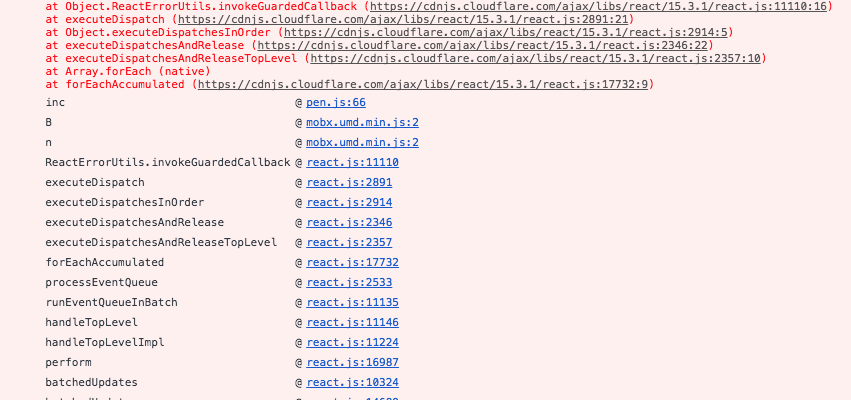 at Object.ReactErrorUtils.invokeGuardedCallback (https://cdnjs.cloudflare.com/ajax/libs/react/15.3.1/react.js:11110:16)
at executeDispatch (https://cdnjs.cloudflare.com/ajax/libs/react/15.3.1/react.js:2891:21)
at Object.executeDispatchesInOrder (https://cdnjs.cloudflare.com/ajax/libs/react/15.3.1/react.js:2914:5)
at executeDispatchesAndRelease (https://cdnjs.cloudflare.com/ajax/libs/react/15.3.1/react.js:2346:22)
at executeDispatchesAndReleaseTopLevel (https://cdnjs.cloudflare.com/ajax/libs/react/15.3.1/react.js:2357:10)
at Array.forEach (native)
at forEachAccumulated (https://cdnjs.cloudflare.com/ajax/libs/react/15.3.1/react.js:17732:9)
inc @ pen.js:66
B @ mobx.umd.min.js:2
n @ mobx.umd.min.js:2
ReactErrorUtils.invokeGuardedCallback @ react.js:11110
executeDispatch @ react.js:2891
executeDispatchesInOrder @ react.js:2914
executeDispatchesAndRelease @ react.js:2346
executeDispatchesAndReleaseTopLevel @ react.js:2357
forEachAccumulated @ react.js:17732
processEventQueue @ react.js:2533
runEventQueueInBatch @ react.js:11135
handleTopLevel @ react.js:11146
handleTopLevelImpl @ react.js:11224
perform @ react.js:16987
batchedUpdates @ react.js:10324